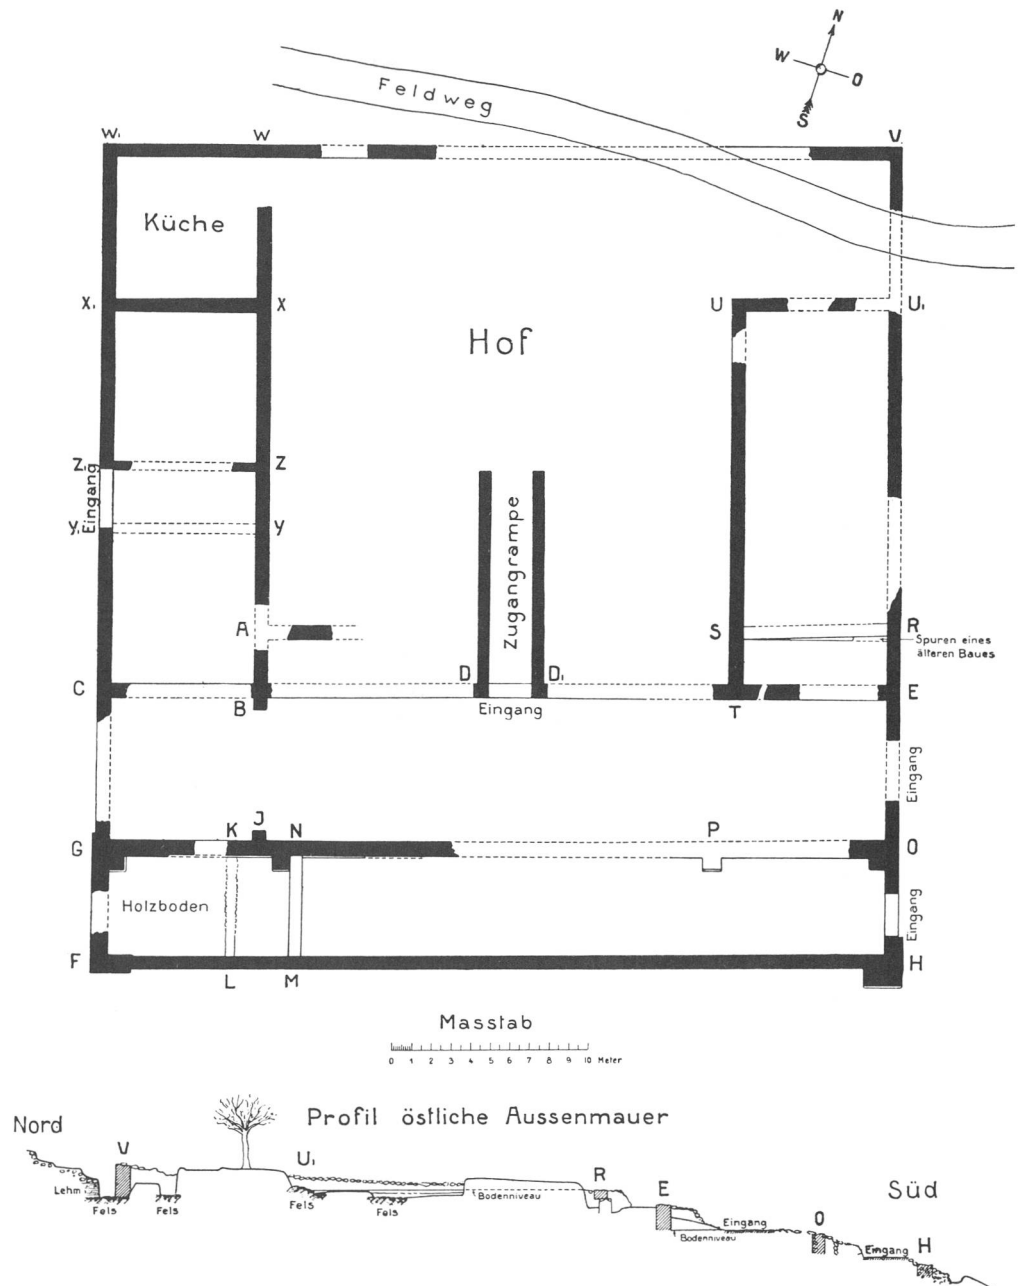 N
W O
S
Feldweg
W₁ W V
Küche
X₁ X U U₁
Hof
Z₁ Z
Eingang
Y₁ Y
Zugangrampe
A S R
Spuren eines
älteren Baues
C B D D₁ T E
Eingang
Eingang
G K J N P O
Holzboden
Eingang
F L M H
Masstab
0 1 2 3 4 5 6 7 8 9 10 Meter
Profil östliche Aussenmauer
Nord
V U₁ R E Süd
Lehm
Fels Fels Fels Fels
Bodenniveau
Eingang O
Bodenniveau
Eingang H